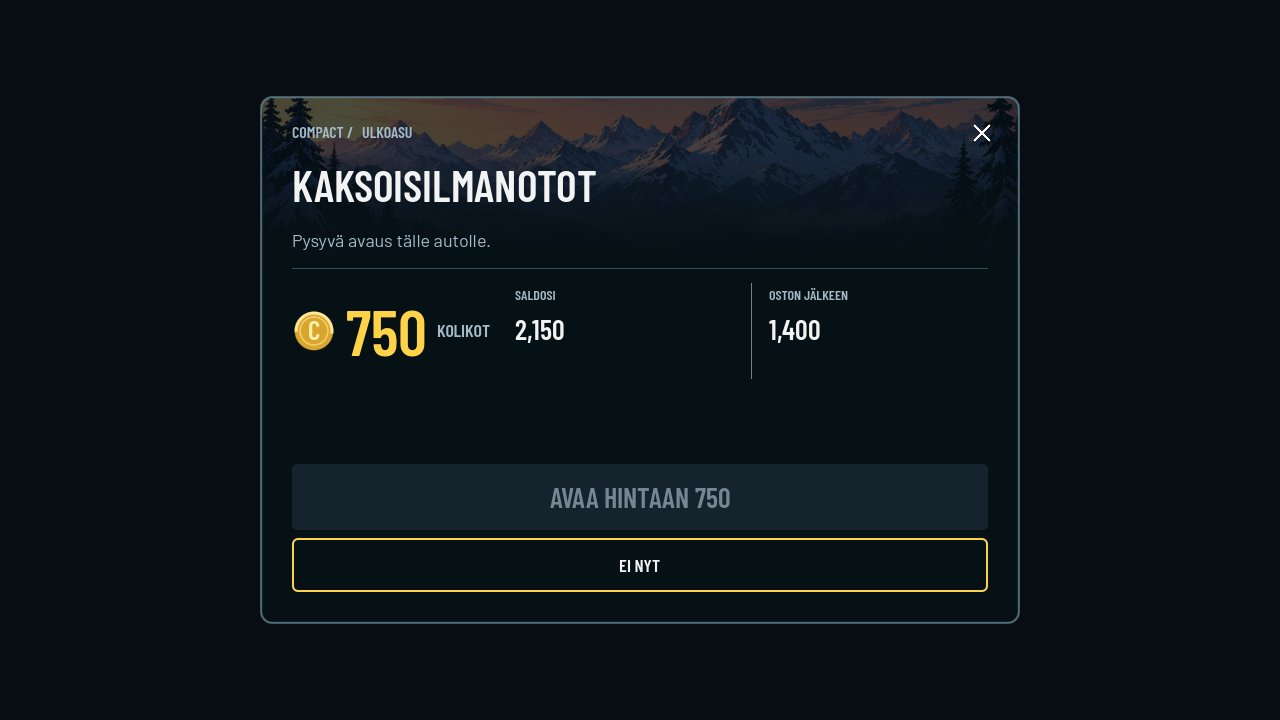 COMPACT / ULKOASU
KAKSOISILMANOTOT
Pysyvä avaus tälle autolle.
C 750 KOLIKOT
SALDOSI
2,150
OSTON JÄLKEEN
1,400
AVAA HINTAAN 750
EI NYT